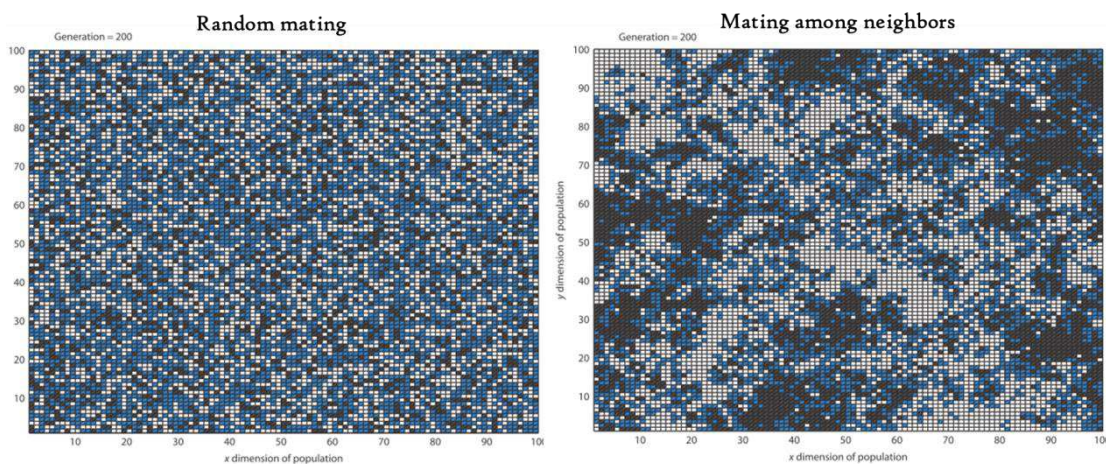 Random mating
Generation = 200
100
90
80
70
60
50
40
30
20
10
10 20 30 40 50 60 70 80 90 100
x dimension of population
Mating among neighbors
Generation = 200
y dimension of population
100
90
80
70
60
50
40
30
20
10
10 20 30 40 50 60 70 80 90 100
x dimension of population